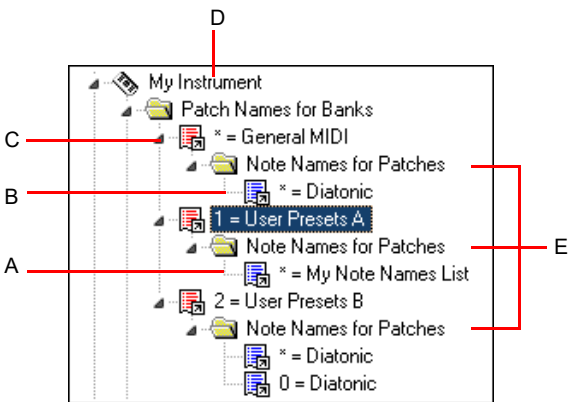 D
My Instrument
Patch Names for Banks
C * = General MIDI
Note Names for Patches
B * = Diatonic
1 = User Presets A
Note Names for Patches E
A * = My Note Names List
2 = User Presets B
Note Names for Patches
* = Diatonic
0 = Diatonic